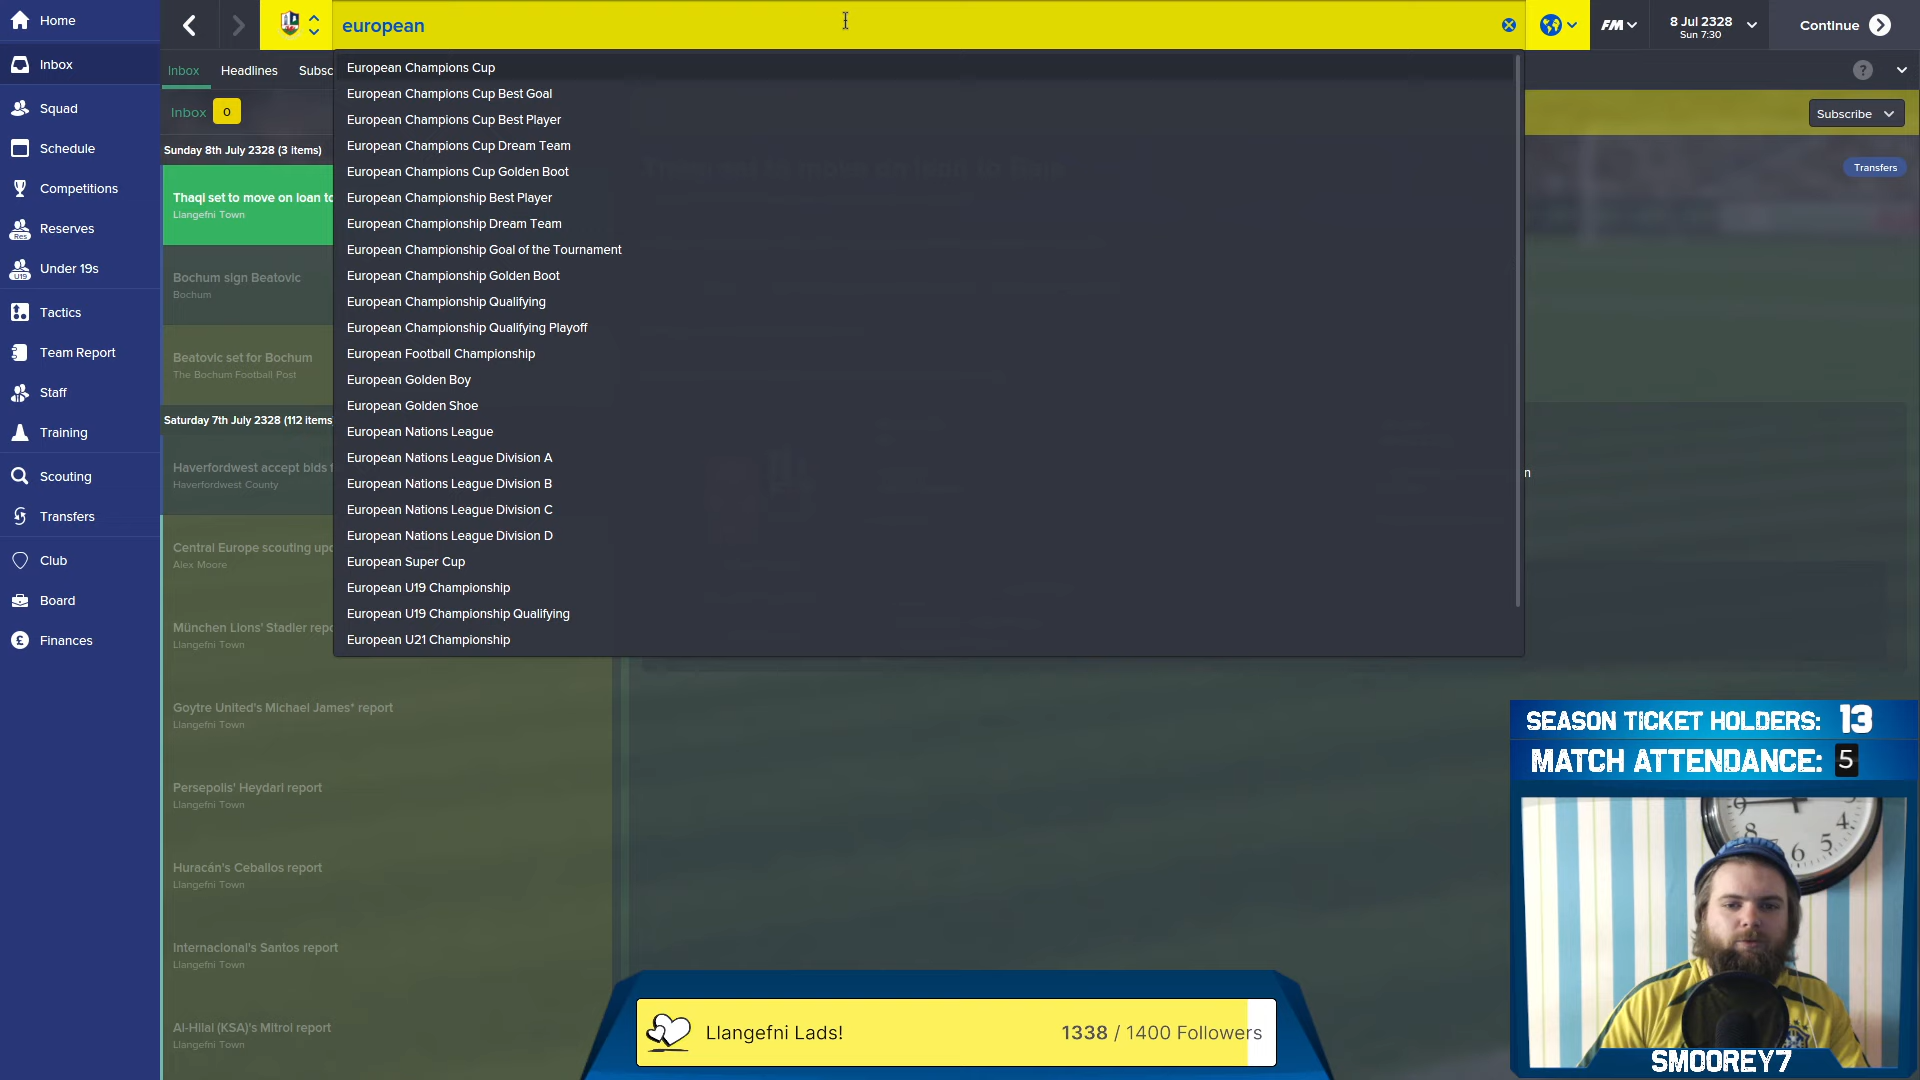 Home
Inbox
Squad
Schedule
Competitions
Reserves
Under 19s
Tactics
Team Report
Staff
Training
Scouting
Transfers
Club
Board
Finances
european
FM
8 Jul 2328
Sun 7:30
Continue
Inbox
Headlines
Subsc
?
Inbox
0
Subscribe
Transfers
Sunday 8th July 2328 (3 items)
Thaqi set to move on loan to
Llangefni Town
Bochum sign Beatovic
Bochum
Beatovic set for Bochum
The Bochum Football Post
Saturday 7th July 2328 (112 items
Haverfordwest accept bids f
Haverfordwest County
Central Europe scouting upd
Alex Moore
München Lions' Stadler repo
Llangefni Town
Goytre United's Michael James* report
Llangefni Town
Persepolis' Heydari report
Llangefni Town
Huracán's Ceballos report
Llangefni Town
Internacional's Santos report
Llangefni Town
Al-Hilal (KSA)'s Mitroi report
Llangefni Town
European Champions Cup
European Champions Cup Best Goal
European Champions Cup Best Player
European Champions Cup Dream Team
European Champions Cup Golden Boot
European Championship Best Player
European Championship Dream Team
European Championship Goal of the Tournament
European Championship Golden Boot
European Championship Qualifying
European Championship Qualifying Playoff
European Football Championship
European Golden Boy
European Golden Shoe
European Nations League
European Nations League Division A
European Nations League Division B
European Nations League Division C
European Nations League Division D
European Super Cup
European U19 Championship
European U19 Championship Qualifying
European U21 Championship
n
SEASON TICKET HOLDERS: 13
MATCH ATTENDANCE: 5
SMOOREY7
Llangefni Lads!
1338 / 1400 Followers